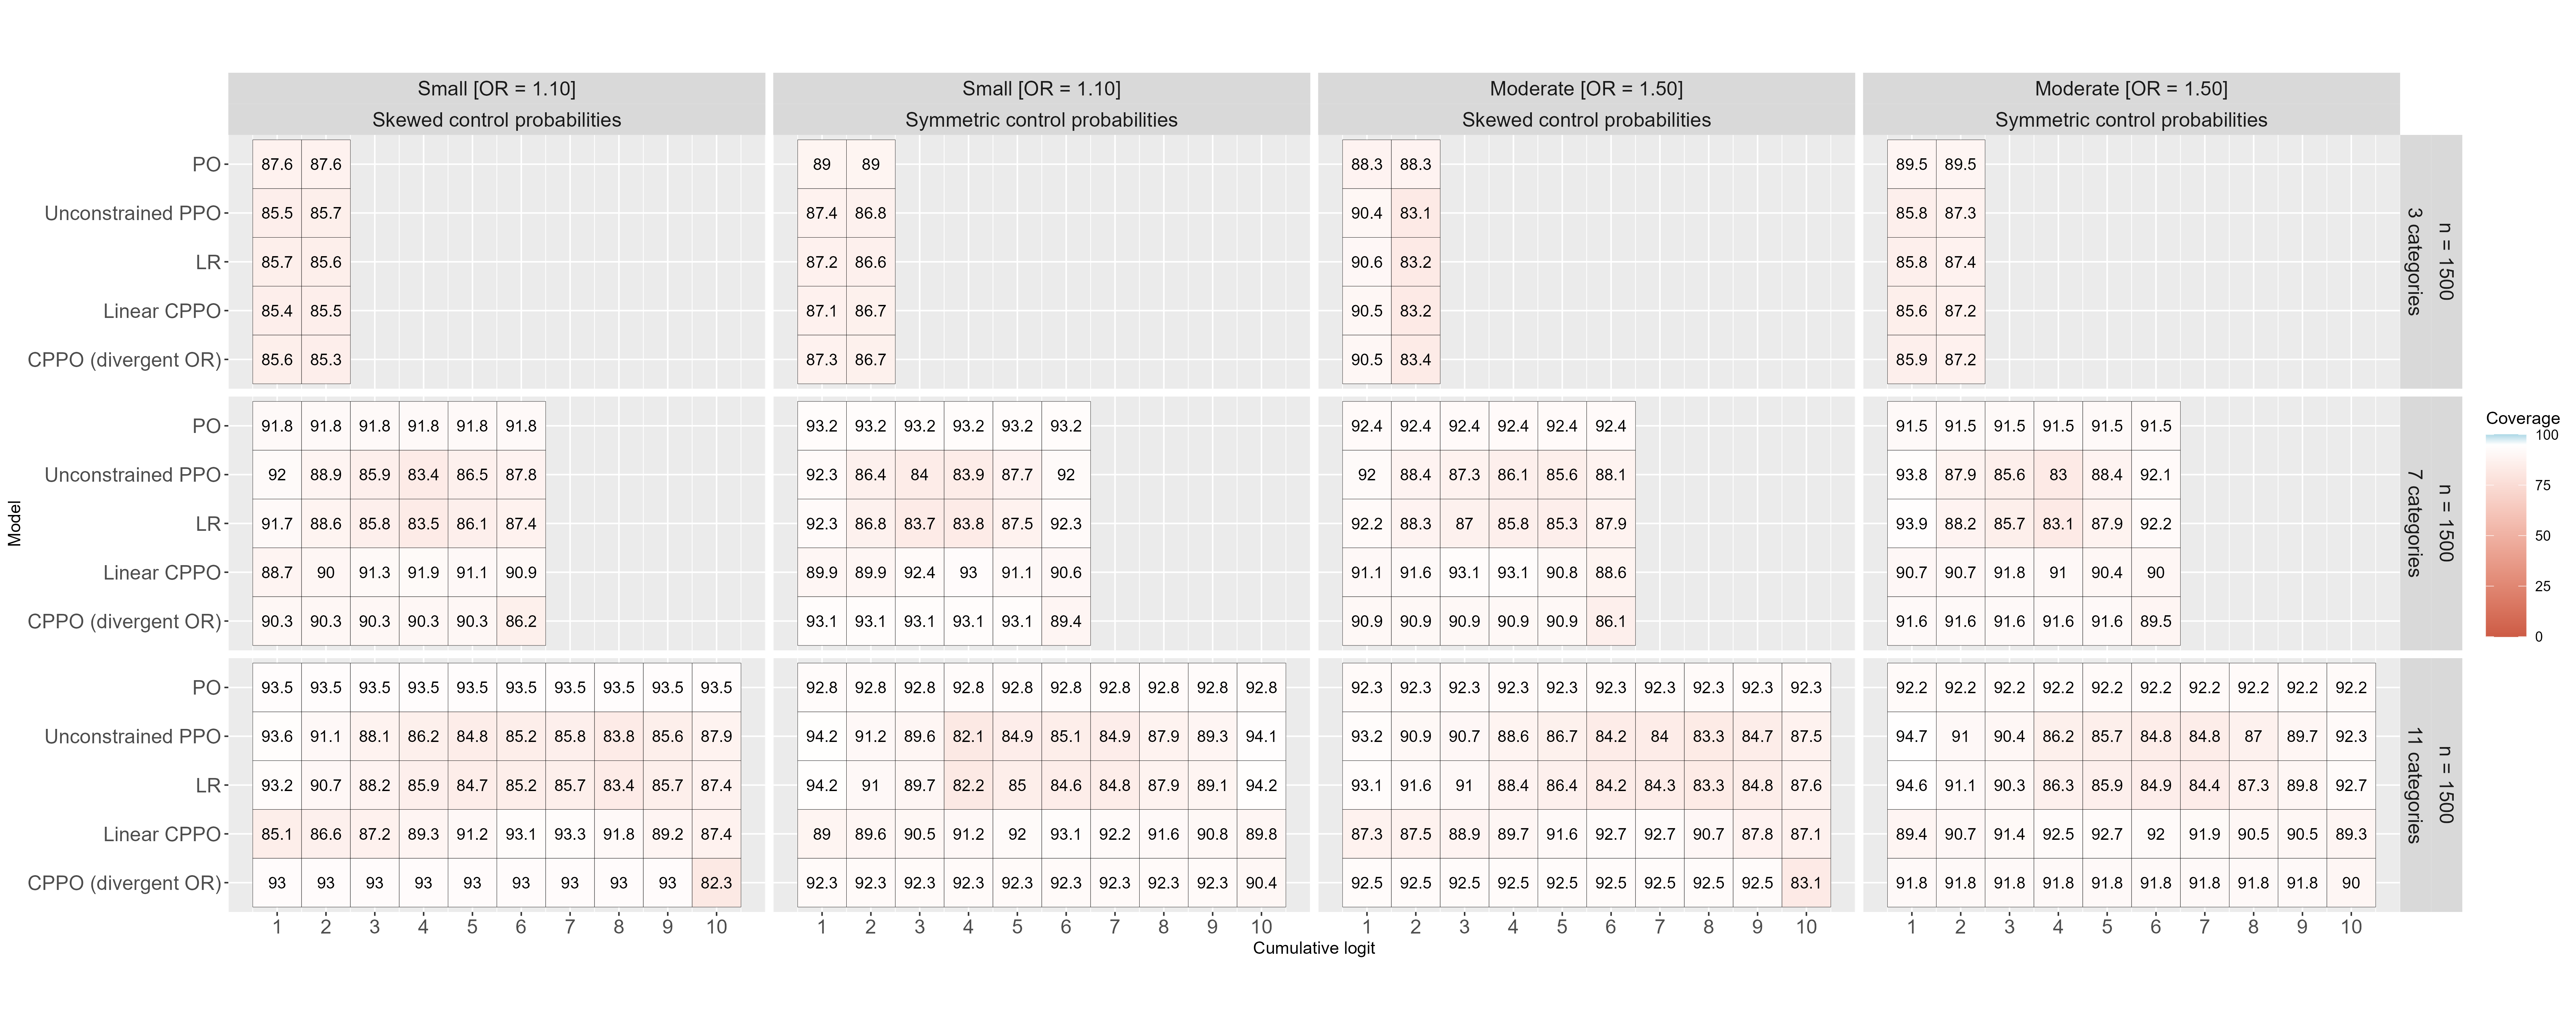 Small [OR = 1.10] Small [OR = 1.10] Moderate [OR = 1.50] Moderate [OR = 1.50]
Skewed control probabilities Symmetric control probabilities Skewed control probabilities Symmetric control probabilities
PO 87.6 87.6 89 89 88.3 88.3 89.5 89.5
Unconstrained PPO 85.5 85.7 87.4 86.8 90.4 83.1 85.8 87.3
LR 85.7 85.6 87.2 86.6 90.6 83.2 85.8 87.4
Linear CPPO 85.4 85.5 87.1 86.7 90.5 83.2 85.6 87.2
CPPO (divergent OR) 85.6 85.3 87.3 86.7 90.5 83.4 85.9 87.2
n = 1500
3 categories
PO 91.8 91.8 91.8 91.8 91.8 91.8 93.2 93.2 93.2 93.2 93.2 93.2 92.4 92.4 92.4 92.4 92.4 92.4 91.5 91.5 91.5 91.5 91.5 91.5
Unconstrained PPO 92 88.9 85.9 83.4 86.5 87.8 92.3 86.4 84 83.9 87.7 92 92 88.4 87.3 86.1 85.6 88.1 93.8 87.9 85.6 83 88.4 92.1
LR 91.7 88.6 85.8 83.5 86.1 87.4 92.3 86.8 83.7 83.8 87.5 92.3 92.2 88.3 87 85.8 85.3 87.9 93.9 88.2 85.7 83.1 87.9 92.2
Linear CPPO 88.7 90 91.3 91.9 91.1 90.9 89.9 89.9 92.4 93 91.1 90.6 91.1 91.6 93.1 93.1 90.8 88.6 90.7 90.7 91.8 91 90.4 90
CPPO (divergent OR) 90.3 90.3 90.3 90.3 90.3 86.2 93.1 93.1 93.1 93.1 93.1 89.4 90.9 90.9 90.9 90.9 90.9 86.1 91.6 91.6 91.6 91.6 91.6 89.5
n = 1500
7 categories
PO 93.5 93.5 93.5 93.5 93.5 93.5 93.5 93.5 93.5 93.5 92.8 92.8 92.8 92.8 92.8 92.8 92.8 92.8 92.8 92.8 92.3 92.3 92.3 92.3 92.3 92.3 92.3 92.3 92.3 92.3 92.2 92.2 92.2 92.2 92.2 92.2 92.2 92.2 92.2 92.2
Unconstrained PPO 93.6 91.1 88.1 86.2 84.8 85.2 85.8 83.8 85.6 87.9 94.2 91.2 89.6 82.1 84.9 85.1 84.9 87.9 89.3 94.1 93.2 90.9 90.7 88.6 86.7 84.2 84 83.3 84.7 87.5 94.7 91 90.4 86.2 85.7 84.8 84.8 87 89.7 92.3
LR 93.2 90.7 88.2 85.9 84.7 85.2 85.7 83.4 85.7 87.4 94.2 91 89.7 82.2 85 84.6 84.8 87.9 89.1 94.2 93.1 91.6 91 88.4 86.4 84.2 84.3 83.3 84.8 87.6 94.6 91.1 90.3 86.3 85.9 84.9 84.4 87.3 89.8 92.7
Linear CPPO 85.1 86.6 87.2 89.3 91.2 93.1 93.3 91.8 89.2 87.4 89 89.6 90.5 91.2 92 93.1 92.2 91.6 90.8 89.8 87.3 87.5 88.9 89.7 91.6 92.7 92.7 90.7 87.8 87.1 89.4 90.7 91.4 92.5 92.7 92 91.9 90.5 90.5 89.3
CPPO (divergent OR) 93 93 93 93 93 93 93 93 93 82.3 92.3 92.3 92.3 92.3 92.3 92.3 92.3 92.3 92.3 90.4 92.5 92.5 92.5 92.5 92.5 92.5 92.5 92.5 92.5 83.1 91.8 91.8 91.8 91.8 91.8 91.8 91.8 91.8 91.8 90
n = 1500
11 categories
1 2 3 4 5 6 7 8 9 10 1 2 3 4 5 6 7 8 9 10 1 2 3 4 5 6 7 8 9 10 1 2 3 4 5 6 7 8 9 10
Cumulative logit
Model
Coverage
100
75
50
25
0